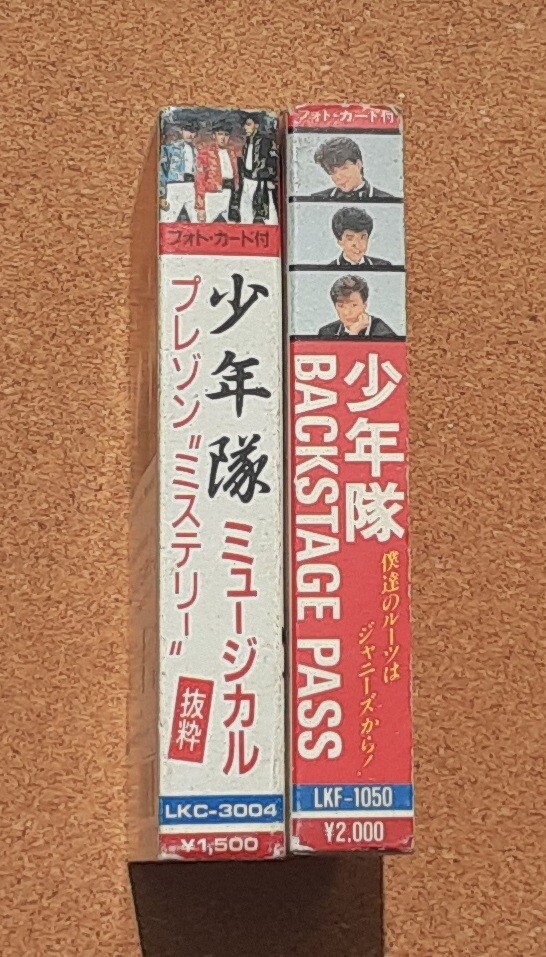 フォト・カード付
少年隊 ミュージカル
プレゾン"ミステリー"
抜粋
LKC-3004
¥1,500
フォト・カード付
少年隊
BACKSTAGE PASS
僕達のルーツは
ジャニーズから!
LKF-1050
¥2,000